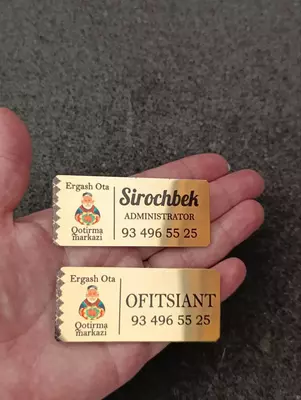 Ergash Ota
Qotirma
markazi
Sirochbek
ADMINISTRATOR
93 496 55 25
Ergash Ota
Qotirma
markazi
OFITSIANT
93 496 55 25